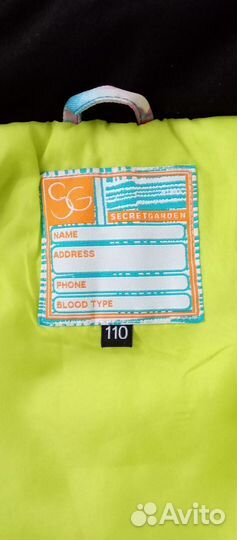 SG
SECRETGARDEN
NAME
ADDRESS
PHONE
BLOOD TYPE
110
Avito